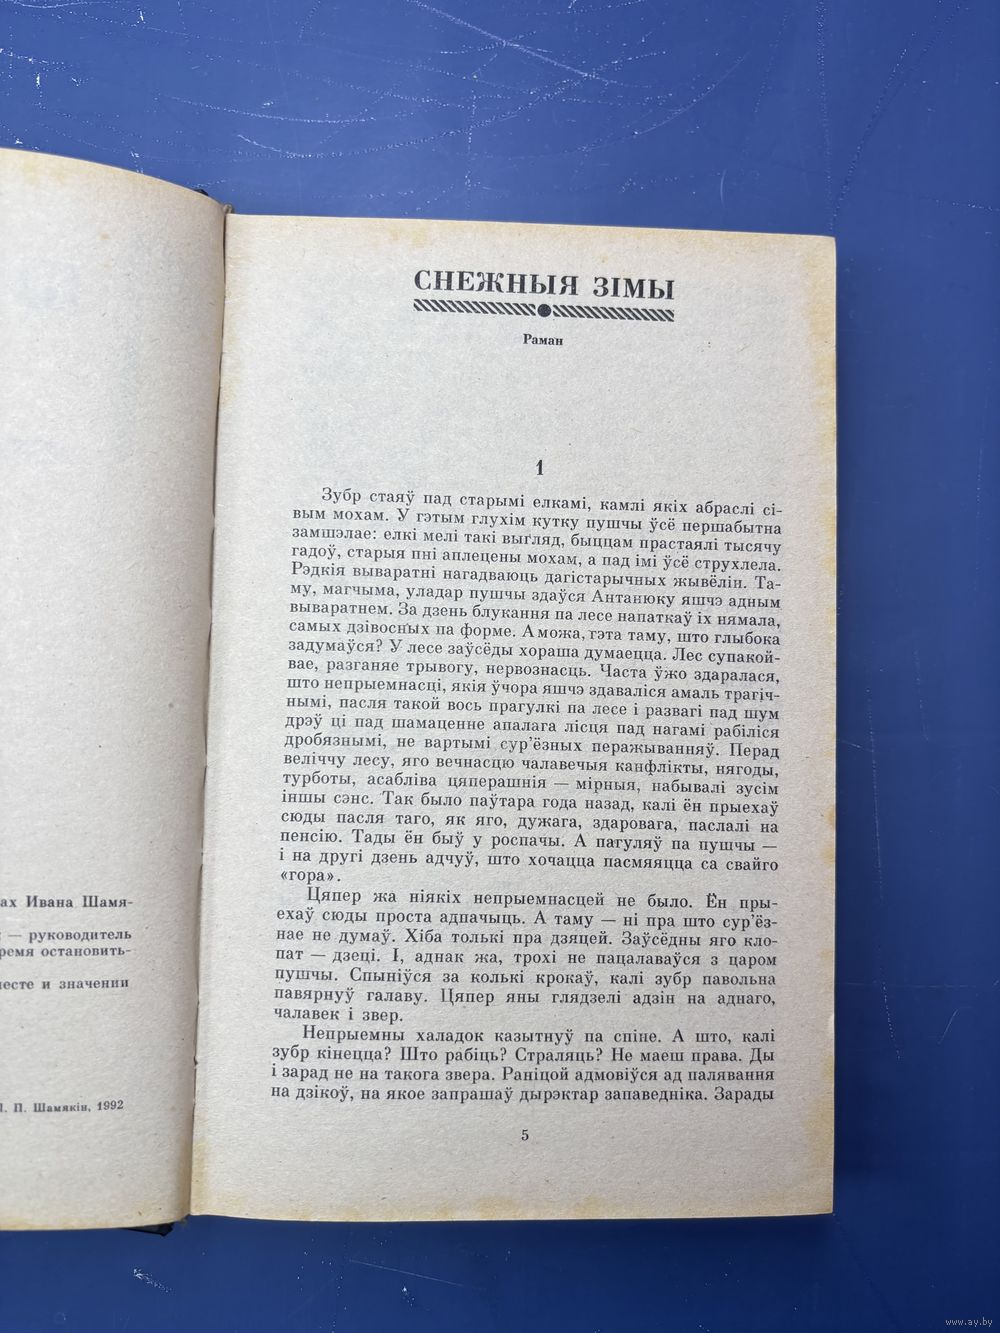 ах Ивана Шамя-
— руководитель
ремя остановить-
есте и значении
П. Шамякін, 1992
СНЕЖНЫЯ ЗІМЫ
Раман
1
Зубр стаяў пад старымі елкамі, камлі якіх абраслі сі-
вым мохам. У гэтым глухім кутку пушчы ўсё першабытна
замшэлае: елкі мелі такі выгляд, быццам прастаялі тысячу
гадоў, старыя пні аплецены мохам, а пад імі ўсё струхлела.
Рэдкія вываратні нагадваюць дагістарычных жывёлін. Та-
му, магчыма, уладар пушчы здаўся Антанюку яшчэ адным
вываратнем. За дзень блукання па лесе напаткаў іх нямала,
самых дзівосных па форме. А можа, гэта таму, што глыбока
задумаўся? У лесе заўсёды хораша думаецца. Лес супакой-
вае, разганяе трывогу, нервознасць. Часта ўжо здаралася,
што непрыемнасці, якія ўчора яшчэ здаваліся амаль трагіч-
нымі, пасля такой вось прагулкі па лесе і развагі пад шум
дрэў ці пад шамаценне апалага лісця пад нагамі рабіліся
дробязнымі, не вартымі сур'ёзных перажыванняў. Перад
веліччу лесу, яго вечнасцю чалавечыя канфлікты, нягоды,
турботы, асабліва цяперашнія — мірныя, набывалі зусім
іншы сэнс. Так было паўтара года назад, калі ён прыехаў
сюды пасля таго, як яго, дужага, здаровага, паслалі на
пенсію. Тады ён быў у роспачы. А пагуляў па пушчы —
і на другі дзень адчуў, што хочацца пасмяяцца са свайго
«гора».
Цяпер жа ніякіх непрыемнасцей не было. Ён пры-
ехаў сюды проста адпачыць. А таму — ні пра што сур'ёз-
нае не думаў. Хіба толькі пра дзяцей. Заўсёдны яго кло-
пат — дзеці. І, аднак жа, трохі не пацалаваўся з царом
пушчы. Спыніўся за колькі крокаў, калі зубр павольна
павярнуў галаву. Цяпер яны глядзелі адзін на аднаго,
чалавек і звер.
Непрыемны халадок казытнуў па спіне. А што, калі
зубр кінецца? Што рабіць? Страляць? Не маеш права. Ды
і зарад не на такога звера. Раніцой адмовіўся ад палявання
на дзікоў, на якое запрашаў дырэктар запаведніка. Зарады
5
www.ay.by